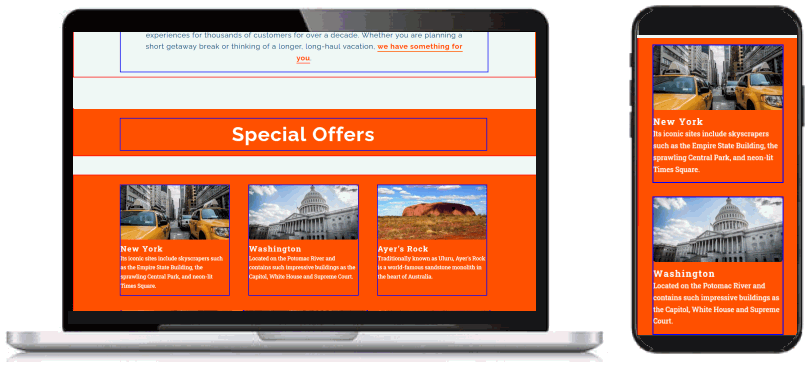 experiences for thousands of customers for over a decade. Whether you are planning a
short getaway break or thinking of a longer, long-haul vacation, we have something for
you.
Special Offers
New York
Its iconic sites include skyscrapers such
as the Empire State Building, the
sprawling Central Park, and neon-lit
Times Square.
Washington
Located on the Potomac River and
contains such impressive buildings as the
Capitol, White House and Supreme Court.
Ayer's Rock
Traditionally known as Uluru, Ayer's Rock
is a world-famous sandstone monolith in
the heart of Australia.
New York
Its iconic sites include skyscrapers
such as the Empire State Building, the
sprawling Central Park, and neon-lit
Times Square.
Washington
Located on the Potomac River and
contains such impressive buildings as
the Capitol, White House and Supreme
Court.